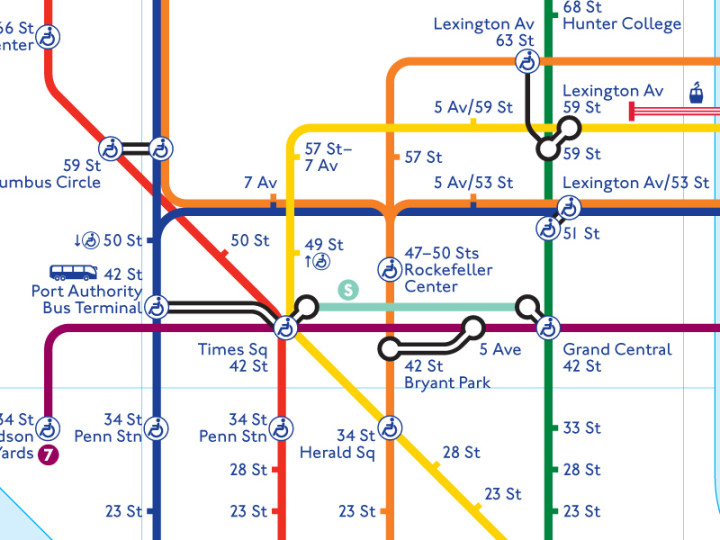 68 St
Hunter College
66 St
enter
Lexington Av
63 St
Lexington Av
59 St
5 Av/59 St
57 St–
7 Av
57 St
59 St
59 St
umbus Circle
7 Av
5 Av/53 St
Lexington Av/53 St
↓ 50 St
50 St
49 St
↑
51 St
47–50 Sts
Rockefeller
Center
42 St
Port Authority
Bus Terminal
S
Times Sq
42 St
5 Ave
42 St
Bryant Park
Grand Central
42 St
34 St
dson
Yards 7
34 St
Penn Stn
34 St
Penn Stn
34 St
Herald Sq
33 St
28 St
28 St
28 St
23 St
23 St
23 St
23 St
23 St